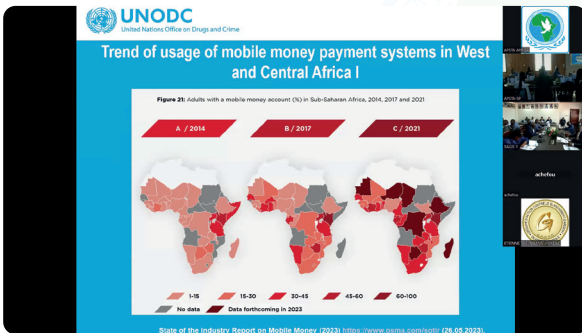 UNODC
United Nations Office on Drugs and Crime
Trend of usage of mobile money payment systems in West
and Central Africa I
Figure 21: Adults with a mobile money account (%) in Sub-Saharan Africa, 2014, 2017 and 2021
A / 2014
B / 2017
C / 2021
1-15
15-30
30-45
45-60
60-100
No data
Data forthcoming in 2023
State of the Industry Report on Mobile Money (2023) https://www.gsma.com/sotir/ (26.05.2023).
achefou